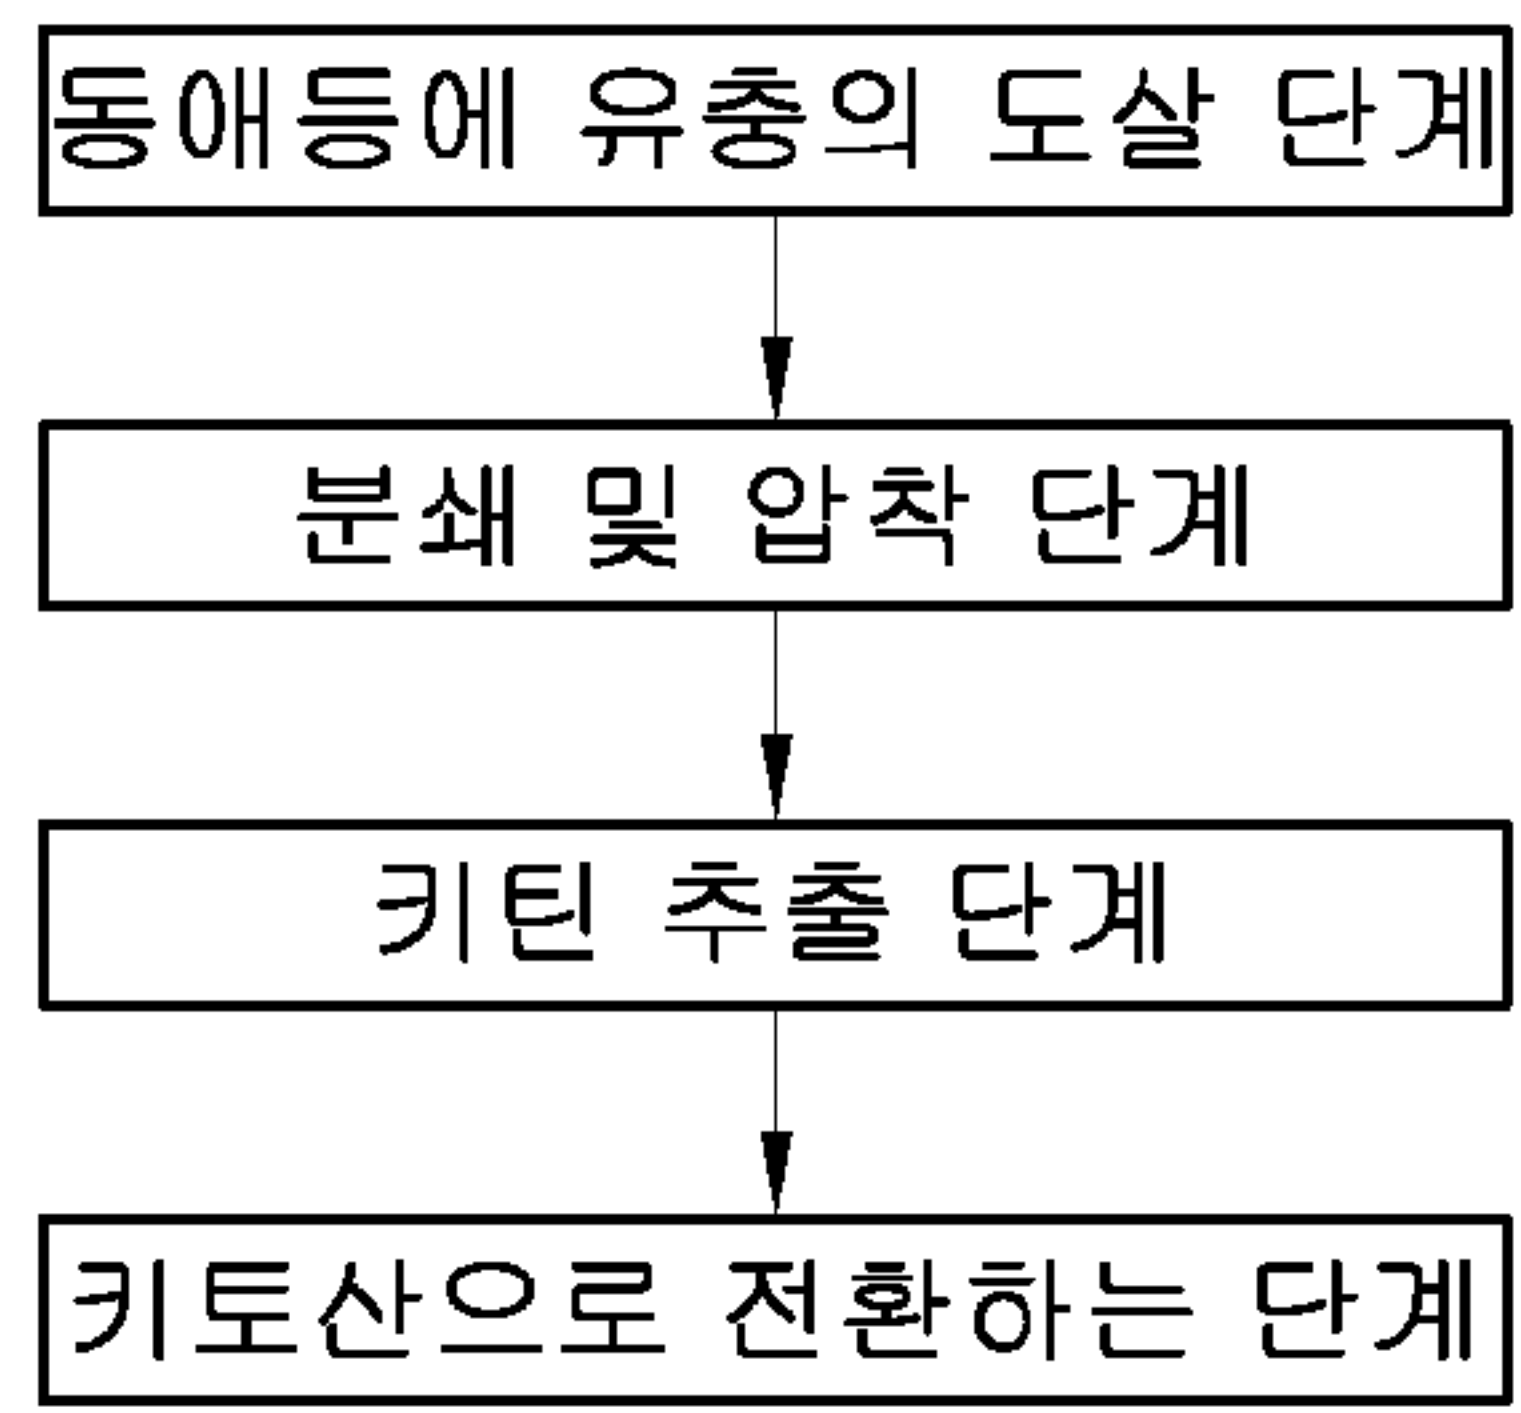 동애등에 유충의 도살 단계
분쇄 및 압착 단계
키틴 추출 단계
키토산으로 전환하는 단계